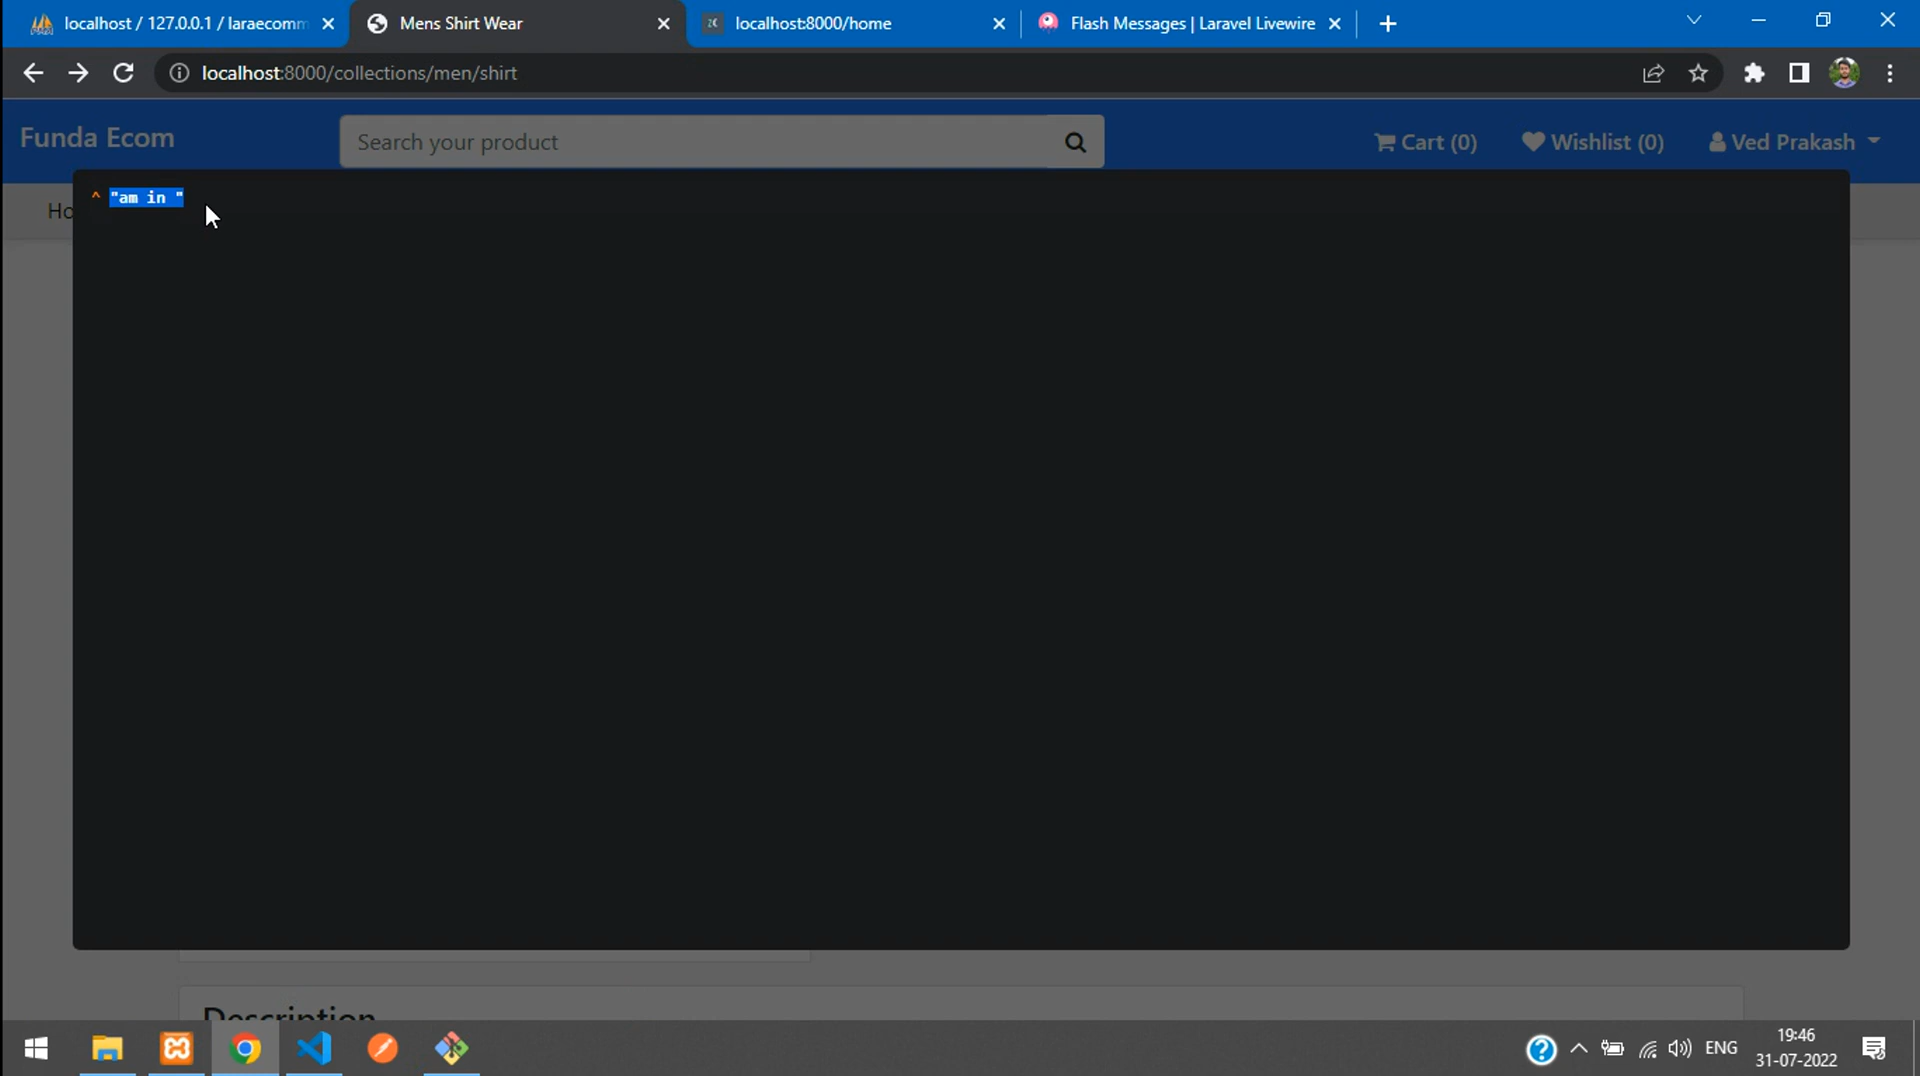 localhost / 127.0.0.1 / laraecomm
Mens Shirt Wear
localhost:8000/home
Flash Messages | Laravel Livewire
localhost:8000/collections/men/shirt
Funda Ecom
Search your product
Cart (0)
Wishlist (0)
Ved Prakash
^ "am in "
Ho
Description
ENG
19:46
31-07-2022